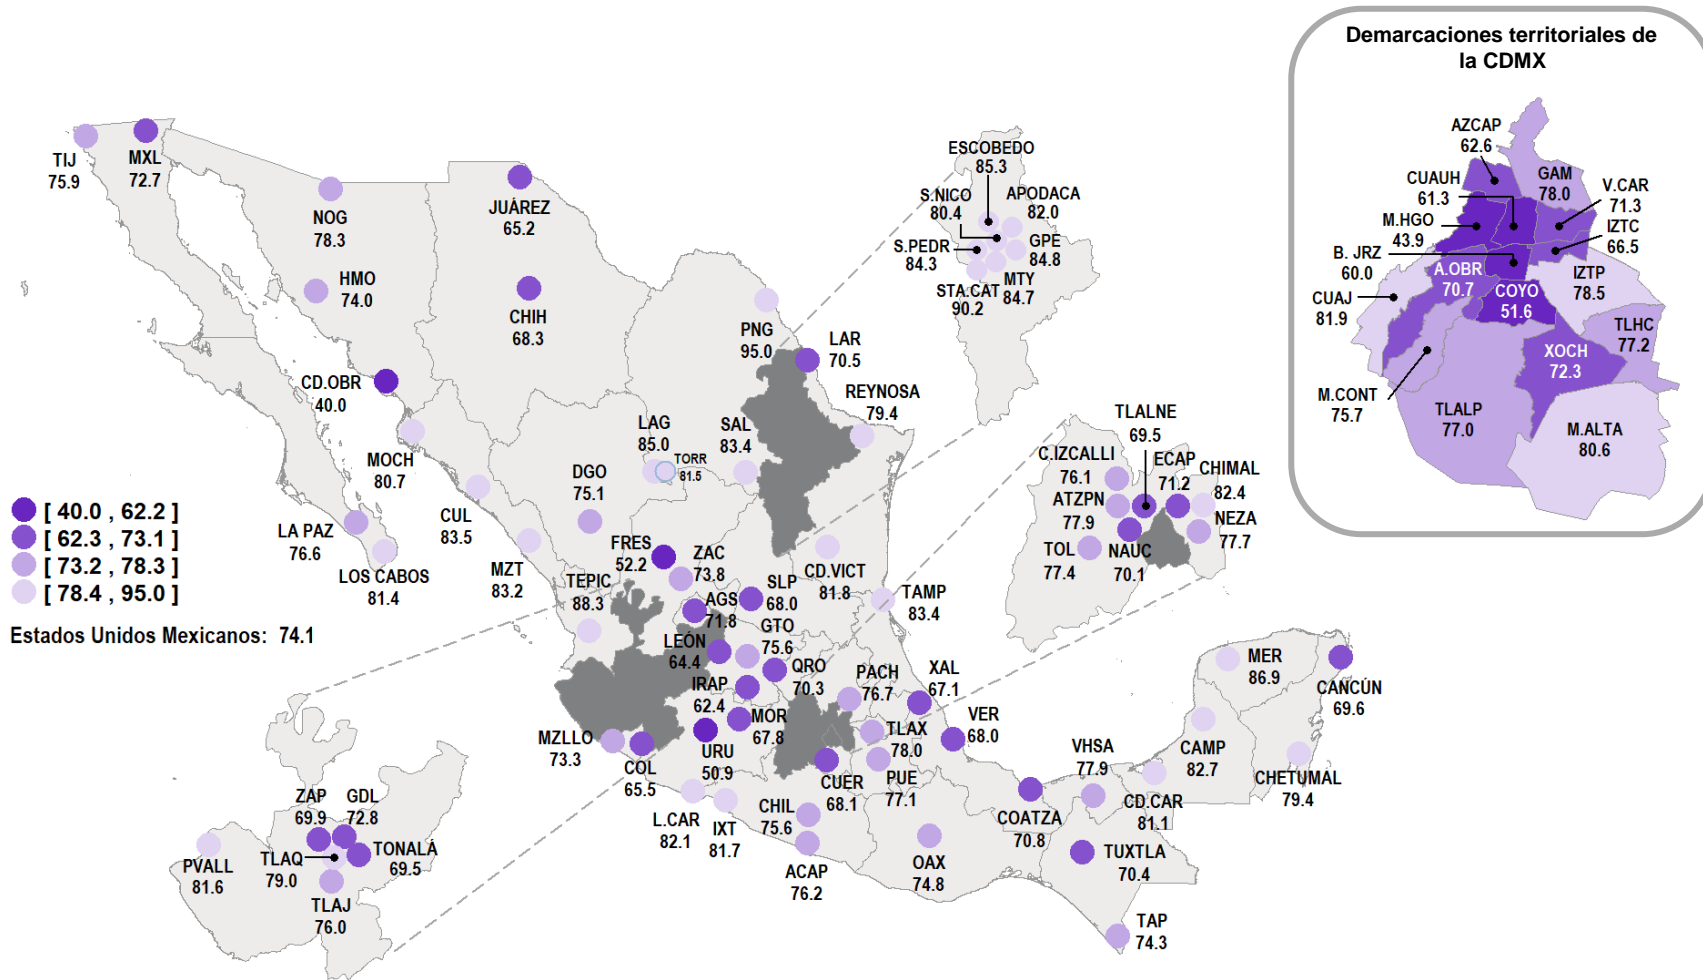 Demarcaciones territoriales de
la CDMX
AZCAP
62.6
CUAUH
61.3
GAM
78.0
V.CAR
71.3
M.HGO
43.9
IZTC
66.5
B. JRZ
60.0
A.OBR
70.7
IZTP
78.5
CUAJ
81.9
COYO
51.6
TLHC
77.2
XOCH
72.3
M.CONT
75.7
TLALP
77.0
M.ALTA
80.6
TIJ
75.9
MXL
72.7
NOG
78.3
HMO
74.0
JUÁREZ
65.2
CHIH
68.3
CD.OBR
40.0
MOCH
80.7
LA PAZ
76.6
LOS CABOS
81.4
CUL
83.5
MZT
83.2
DGO
75.1
LAG
85.0
TORR
81.5
SAL
83.4
PNG
95.0
LAR
70.5
REYNOSA
79.4
ESCOBEDO
85.3
S.NICO
80.4
APODACA
82.0
S.PEDR
84.3
GPE
84.8
MTY
84.7
STA.CAT
90.2
TLALNE
69.5
C.IZCALLI
76.1
ECAP
71.2
CHIMAL
82.4
ATZPN
77.9
NEZA
77.7
TOL
77.4
NAUC
70.1
[ 40.0 , 62.2 ]
[ 62.3 , 73.1 ]
[ 73.2 , 78.3 ]
[ 78.4 , 95.0 ]
Estados Unidos Mexicanos: 74.1
FRES
52.2
ZAC
73.8
TEPIC
88.3
AGS
71.8
SLP
68.0
CD.VICT
81.8
TAMP
83.4
LEÓN
64.4
GTO
75.6
QRO
70.3
IRAP
62.4
PACH
76.7
XAL
67.1
MOR
67.8
MZLLO
73.3
COL
65.5
URU
50.9
CUER
68.1
TLAX
78.0
PUE
77.1
VER
68.0
L.CAR
82.1
IXT
81.7
CHIL
75.6
ACAP
76.2
OAX
74.8
COATZA
70.8
VHSA
77.9
CD.CAR
81.1
CAMP
82.7
MER
86.9
CANCÚN
69.6
CHETUMAL
79.4
TUXTLA
70.4
TAP
74.3
ZAP
69.9
GDL
72.8
TONALÁ
69.5
PVALL
81.6
TLAQ
79.0
TLAJ
76.0